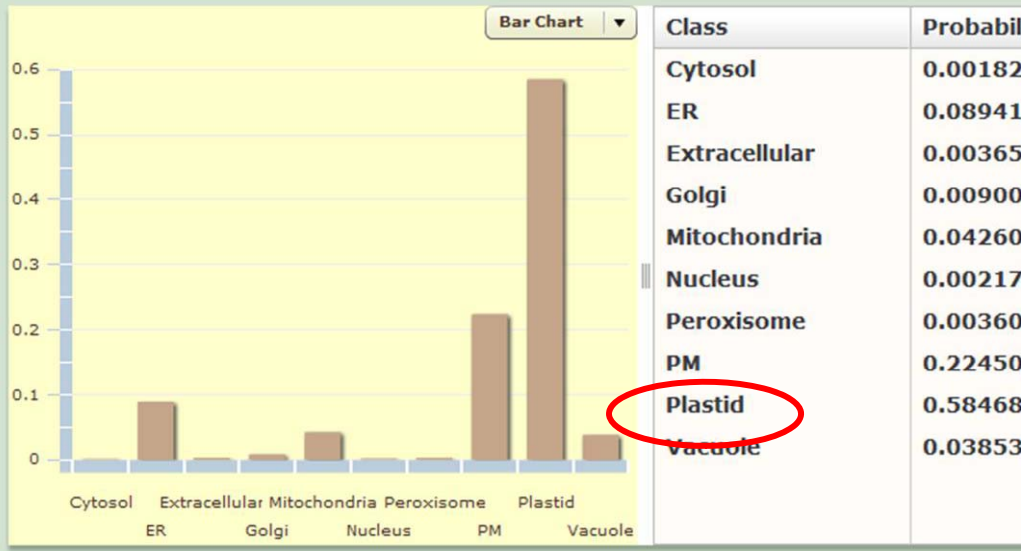 Bar Chart
0.6
0.5
0.4
0.3
0.2
0.1
0
Cytosol Extracellular Mitochondria Peroxisome Plastid
ER Golgi Nucleus PM Vacuole
Class Probabil
Cytosol 0.00182
ER 0.08941
Extracellular 0.00365
Golgi 0.00900
Mitochondria 0.04260
Nucleus 0.00217
Peroxisome 0.00360
PM 0.22450
Plastid 0.58468
Vacuole 0.03853